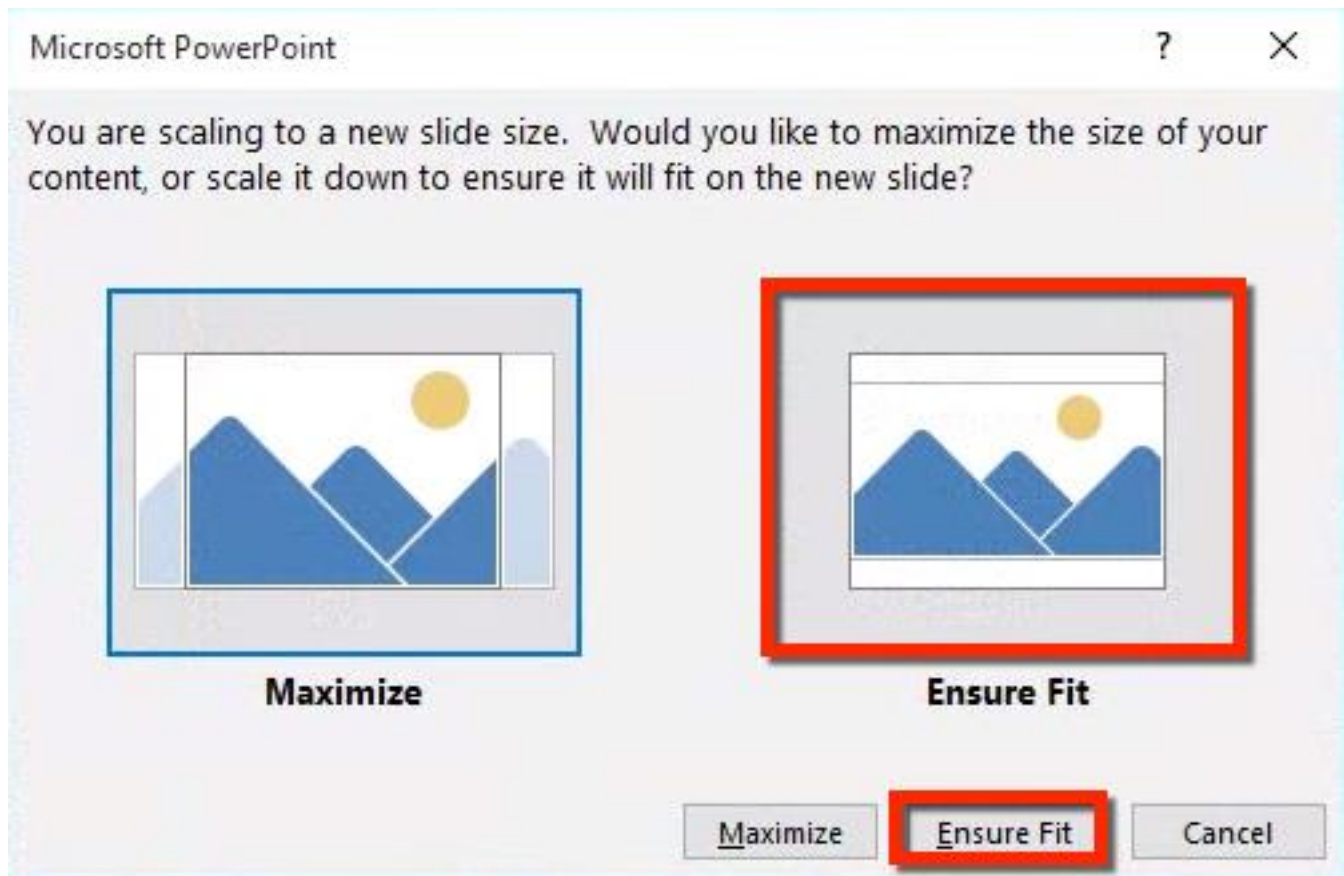 Microsoft PowerPoint ? ×
You are scaling to a new slide size.  Would you like to maximize the size of your
content, or scale it down to ensure it will fit on the new slide?
Maximize
Ensure Fit
Maximize
Ensure Fit
Cancel